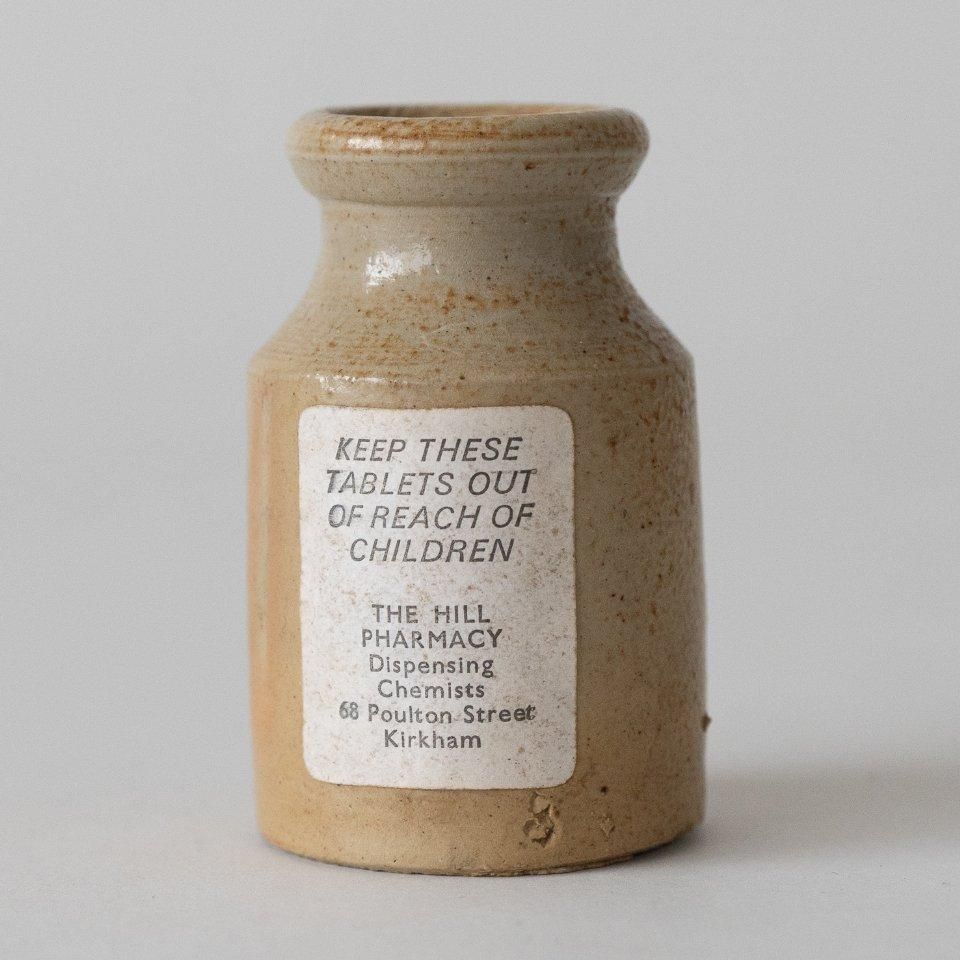 KEEP THESE
TABLETS OUT
OF REACH OF
CHILDREN
THE HILL
PHARMACY
Dispensing
Chemists
68 Poulton Street
Kirkham